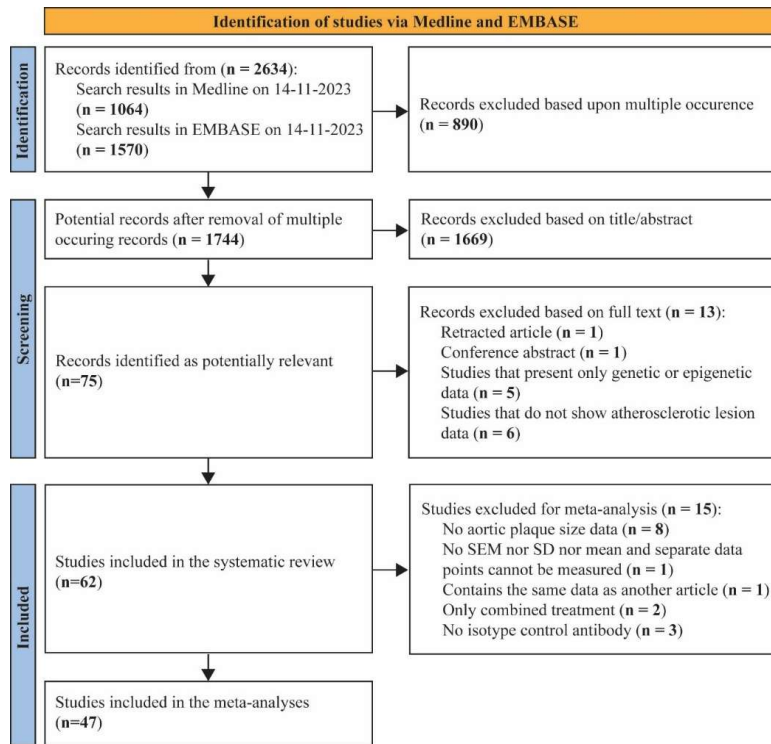 Identification of studies via Medline and EMBASE
Identification
Records identified from (n = 2634):
Search results in Medline on 14-11-2023
(n = 1064)
Search results in EMBASE on 14-11-2023
(n = 1570)
Records excluded based upon multiple occurence
(n = 890)
Screening
Potential records after removal of multiple
occuring records (n = 1744)
Records excluded based on title/abstract
(n = 1669)
Records identified as potentially relevant
(n=75)
Records excluded based on full text (n = 13):
Retracted article (n = 1)
Conference abstract (n = 1)
Studies that present only genetic or epigenetic
data (n = 5)
Studies that do not show atherosclerotic lesion
data (n = 6)
Included
Studies included in the systematic review
(n=62)
Studies excluded for meta-analysis (n = 15):
No aortic plaque size data (n = 8)
No SEM nor SD nor mean and separate data
points cannot be measured (n = 1)
Contains the same data as another article (n = 1)
Only combined treatment (n = 2)
No isotype control antibody (n = 3)
Studies included in the meta-analyses
(n=47)